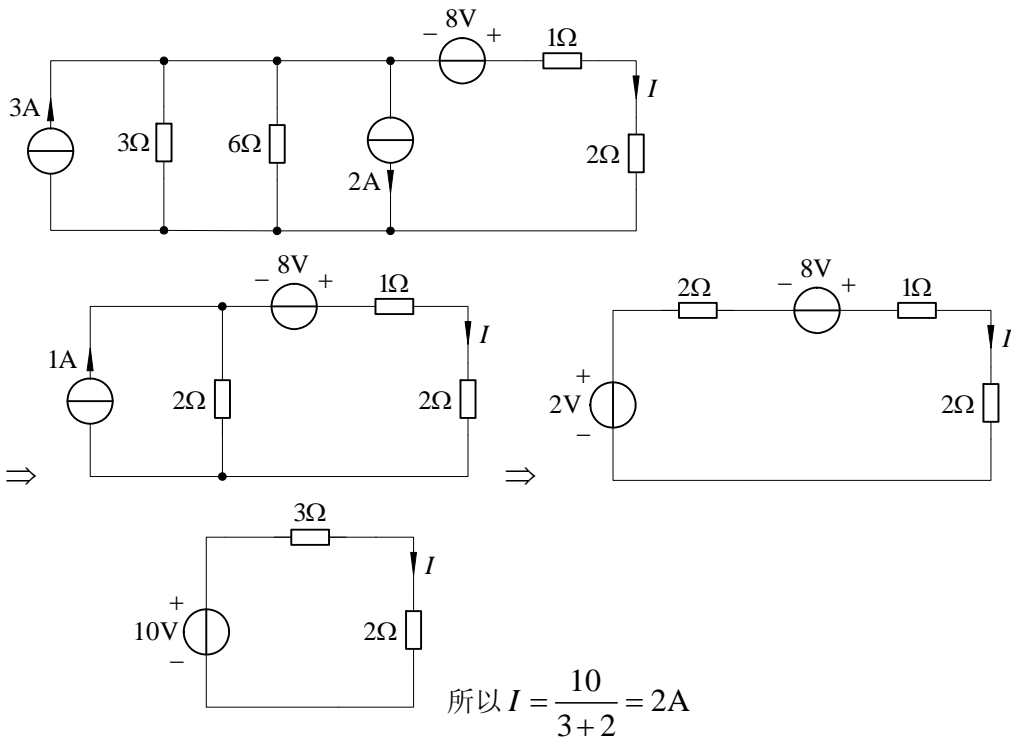 8V
− + 1Ω
I
3A
3Ω 6Ω 2Ω
2A
8V
− + 1Ω
I
1A
2Ω 2Ω
⇒
8V
2Ω − + 1Ω
I
+
2V 2Ω
−
⇒
3Ω
I
+
10V 2Ω
−
所以 I = 10/(3+2) = 2A